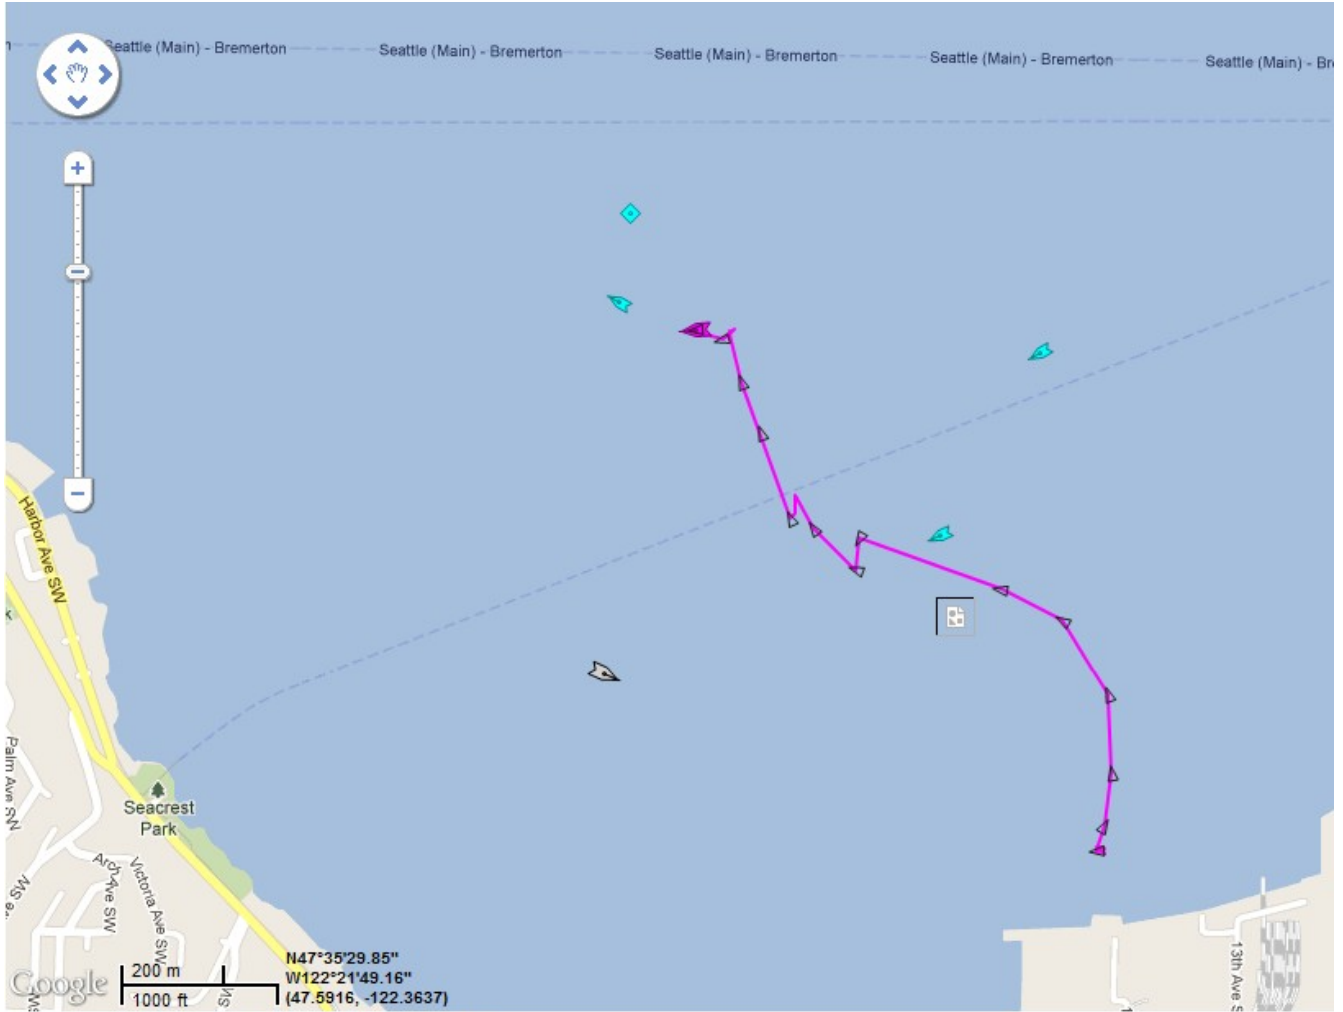 Seattle (Main) - Bremerton
Seattle (Main) - Bremerton
Seattle (Main) - Bremerton
Seattle (Main) - Bremerton
Seattle (Main) - Br
Harbor Ave SW
Palm Ave SW
Seacrest
Park
Arch Ave SW
Victoria Ave SW
13th Ave S
Google
200 m
1000 ft
N47°35'29.85"
W122°21'49.16"
(47.5916, -122.3637)